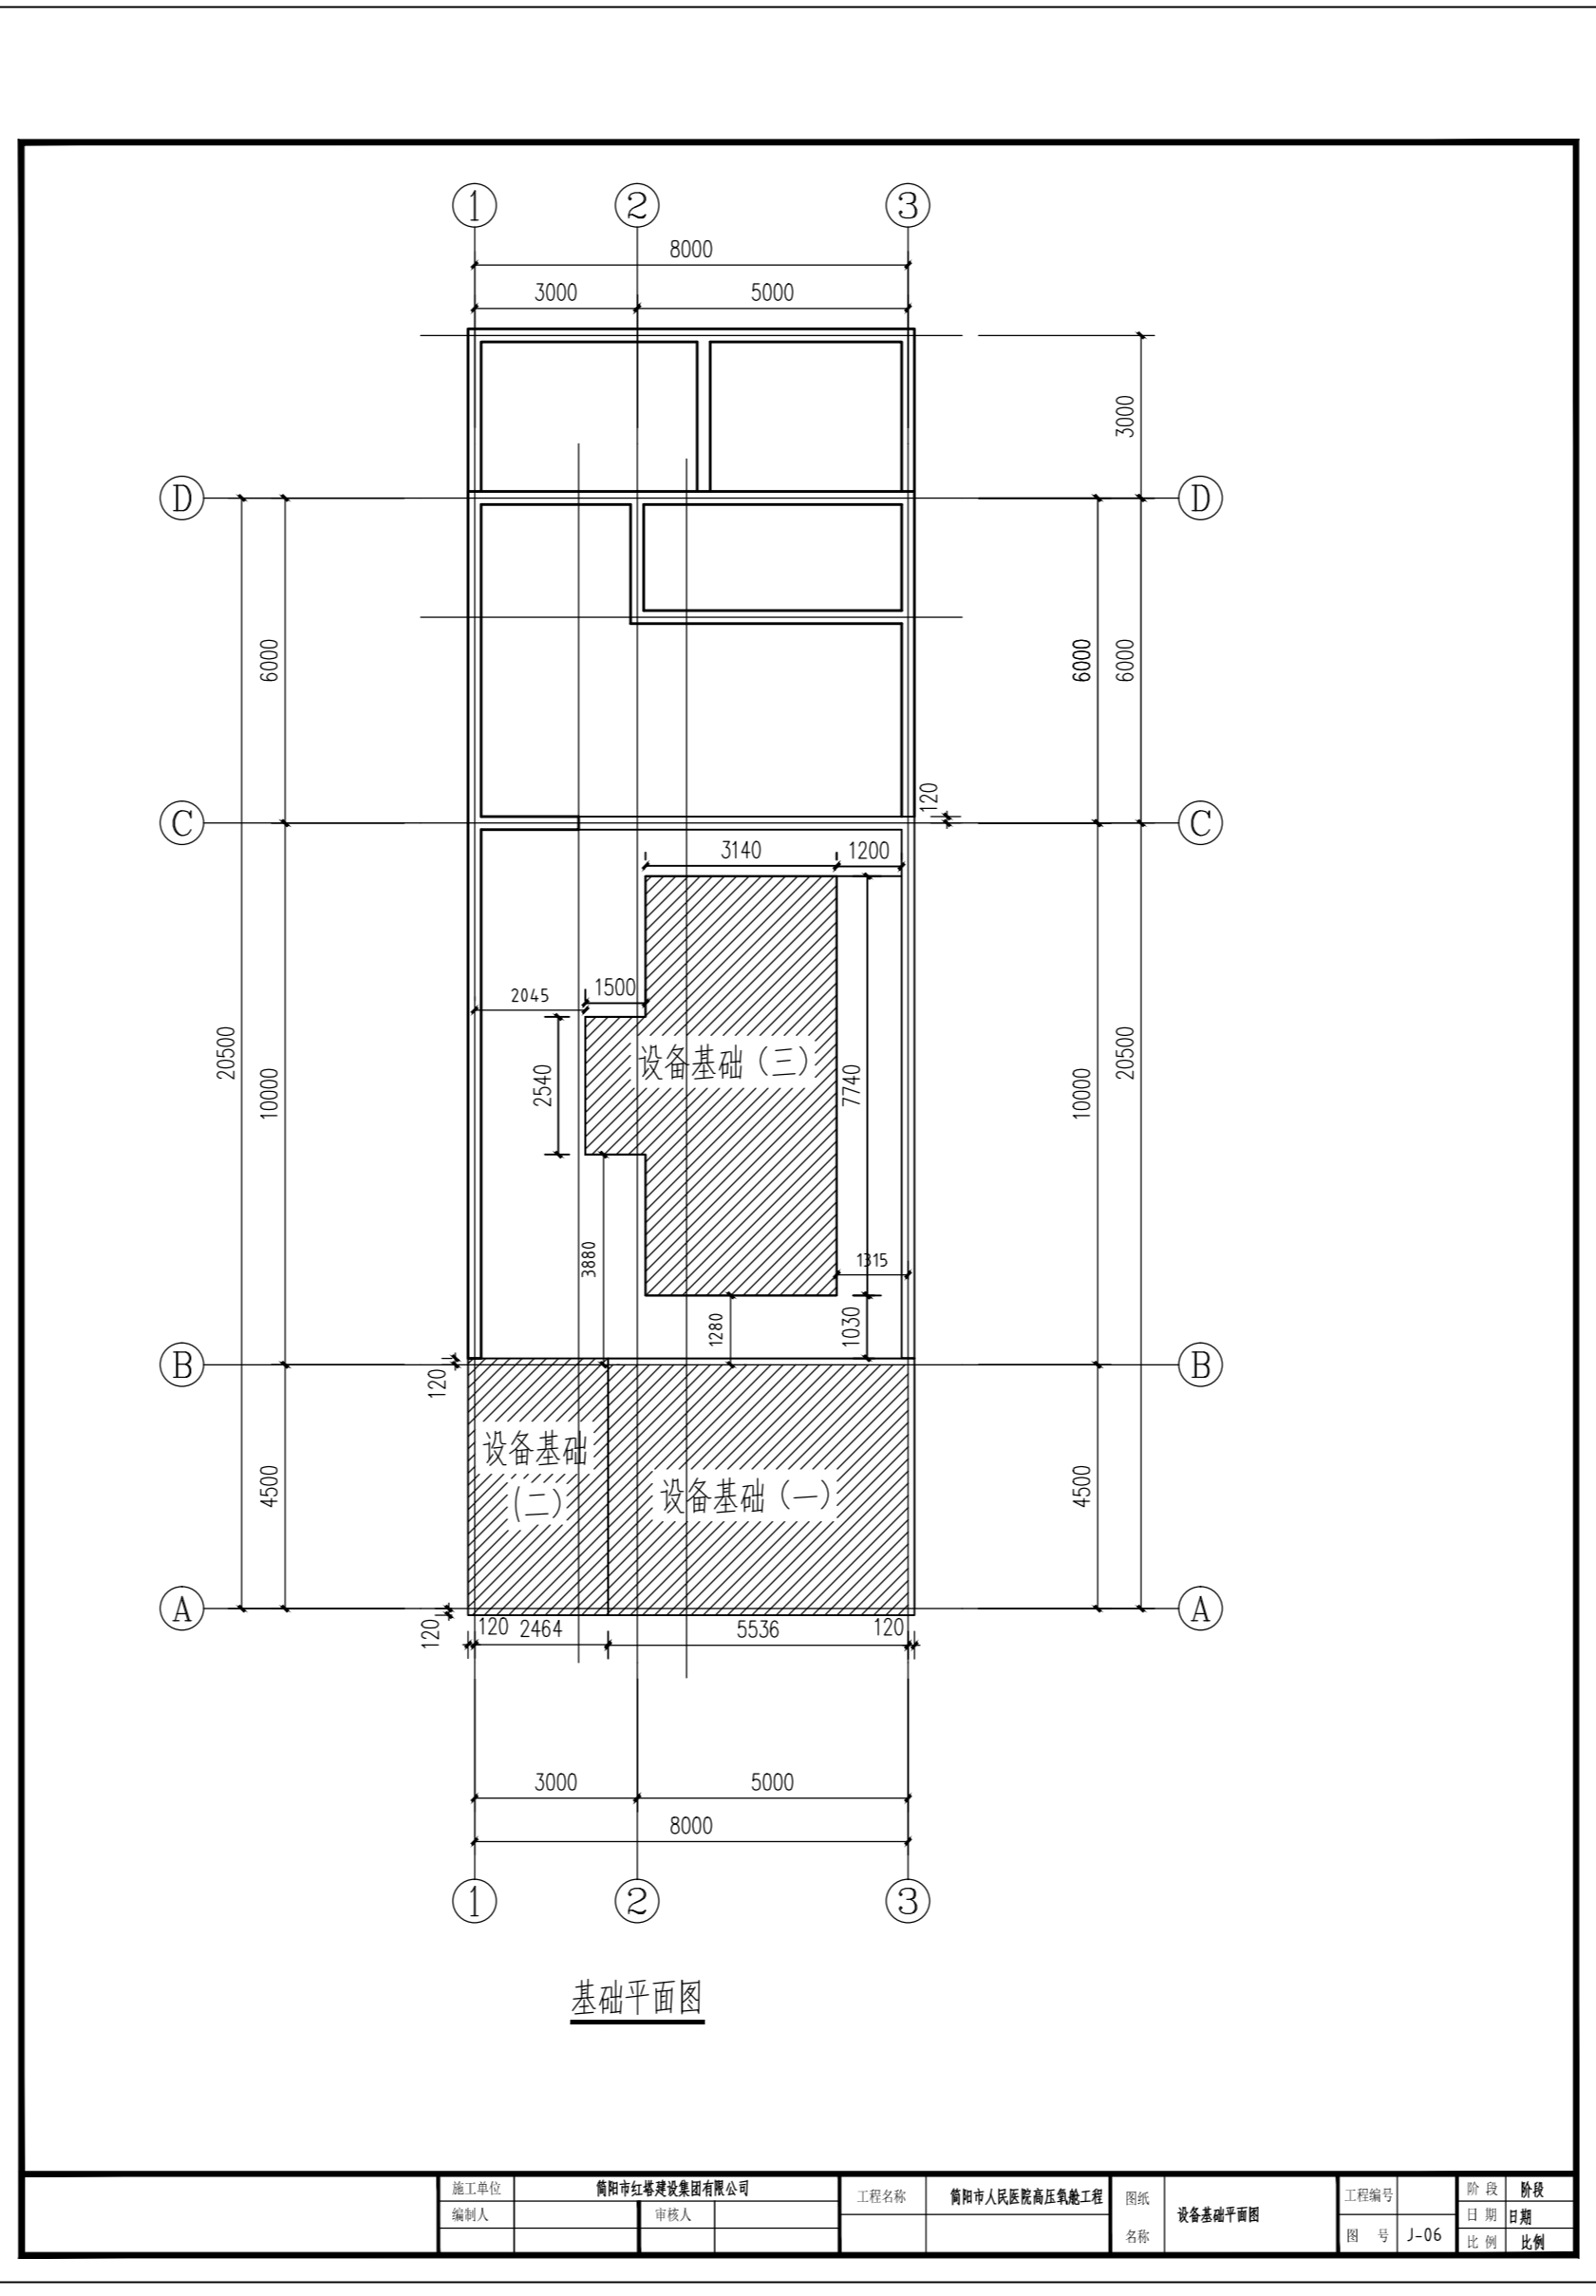 1 2 3
8000
3000 5000
3000
D D
6000 6000 6000
120
C C
3140 1200
2045 1500
设备基础（三）
20500 10000 2540 7740 10000 20500
3880 1280 1030 1315
B B
120
设备基础
(二)
设备基础（一）
4500 4500
A A
120 120 2464 5536 120
3000 5000
8000
1 2 3
基础平面图
施工单位 简阳市红塔建设集团有限公司
编制人 审核人
工程名称 简阳市人民医院高压氧舱工程
图纸
名称
设备基础平面图
工程编号
图 号 J-06
阶 段 阶段
日 期 日期
比 例 比例